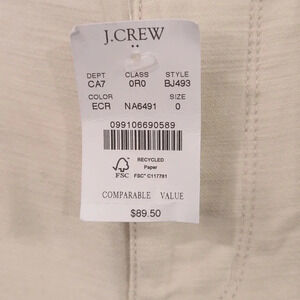 J.CREW
DEPT CLASS STYLE
CA7 0R0 BJ493
COLOR SIZE
ECR NA6491 0
099106690589
RECYCLED
Paper
FSC FSC® C117781
COMPARABLE VALUE
$89.50